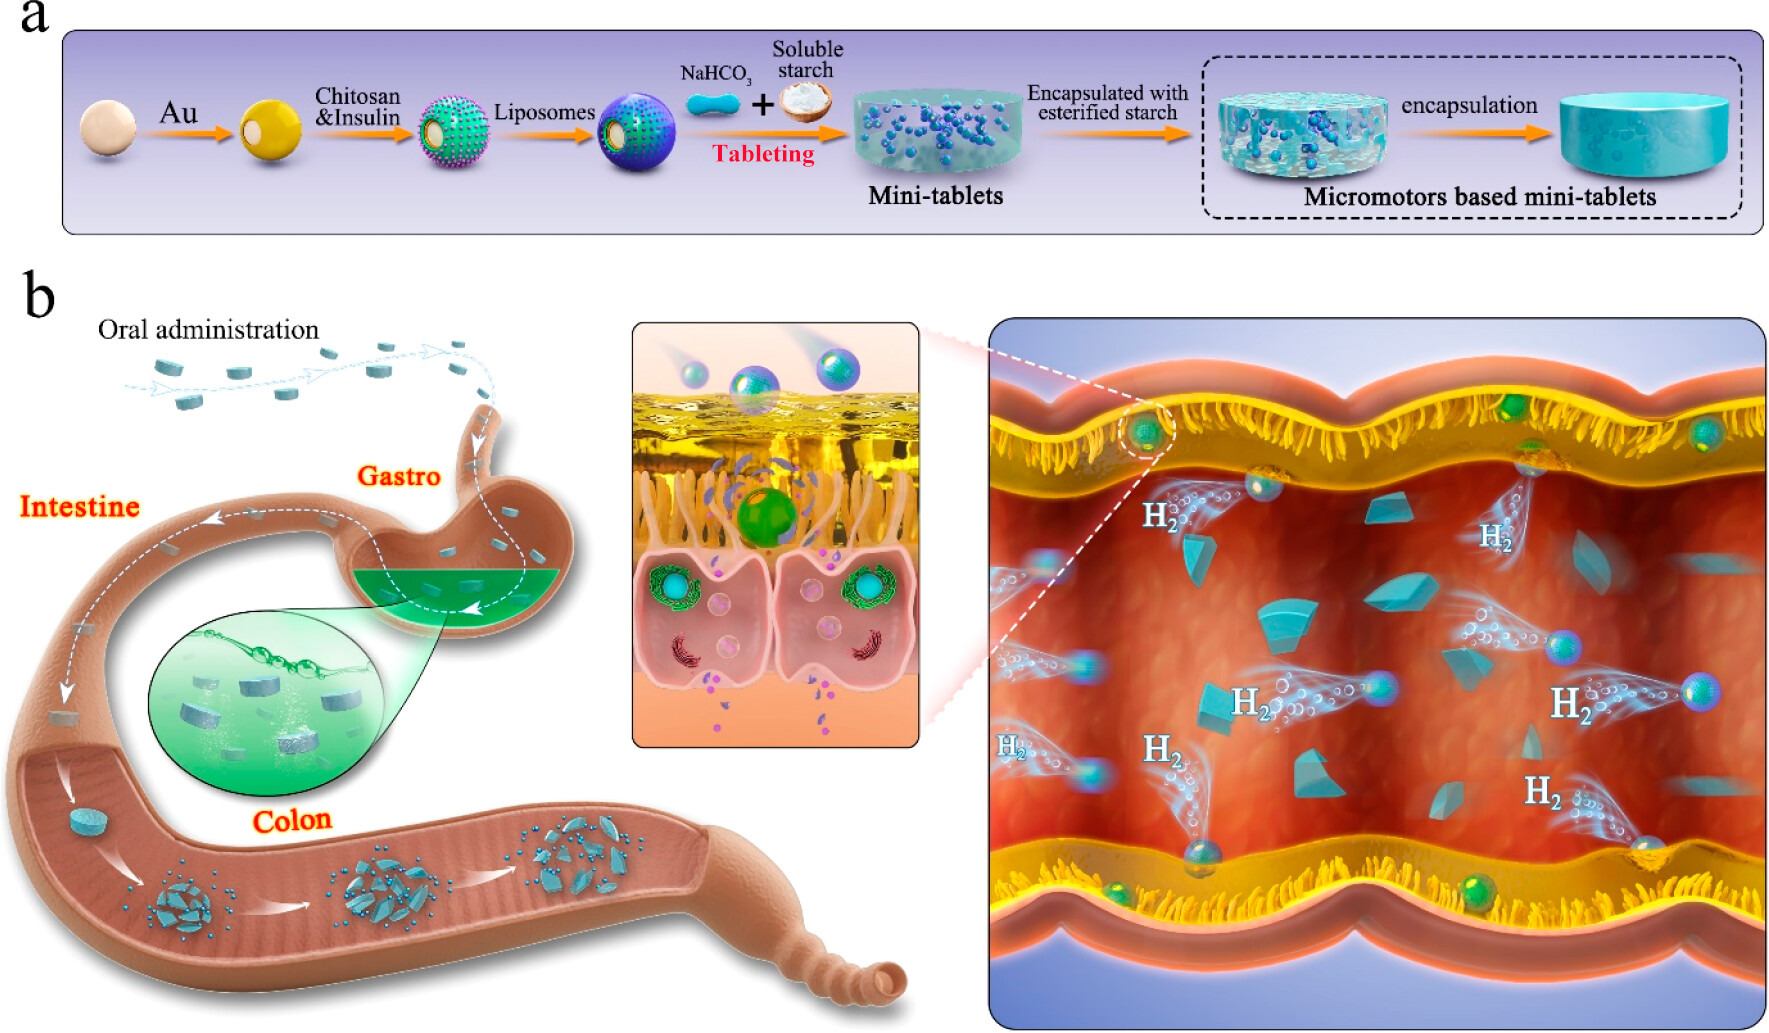 a
Au
Chitosan
&Insulin
Liposomes
NaHCO3
+
Soluble
starch
Tableting
Mini-tablets
Encapsulated with
esterified starch
encapsulation
Micromotors based mini-tablets
b
Oral administration
Gastro
Intestine
Colon
H2
H2
H2
H2
H2
H2
H2